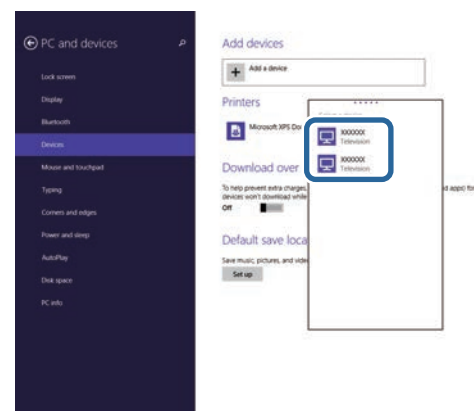 PC and devices
Lock screen
Display
Bluetooth
Devices
Mouse and touchpad
Typing
Corners and edges
Power and sleep
AutoPlay
Disk space
PC info
Add devices
Add a device
Printers
Microsoft XPS Do
XXXXXX
Television
XXXXXX
Television
Download over
To help prevent extra charges,
d apps) for
devices won't download while
Off
Default save loca
Save music, pictures, and vide
Set up